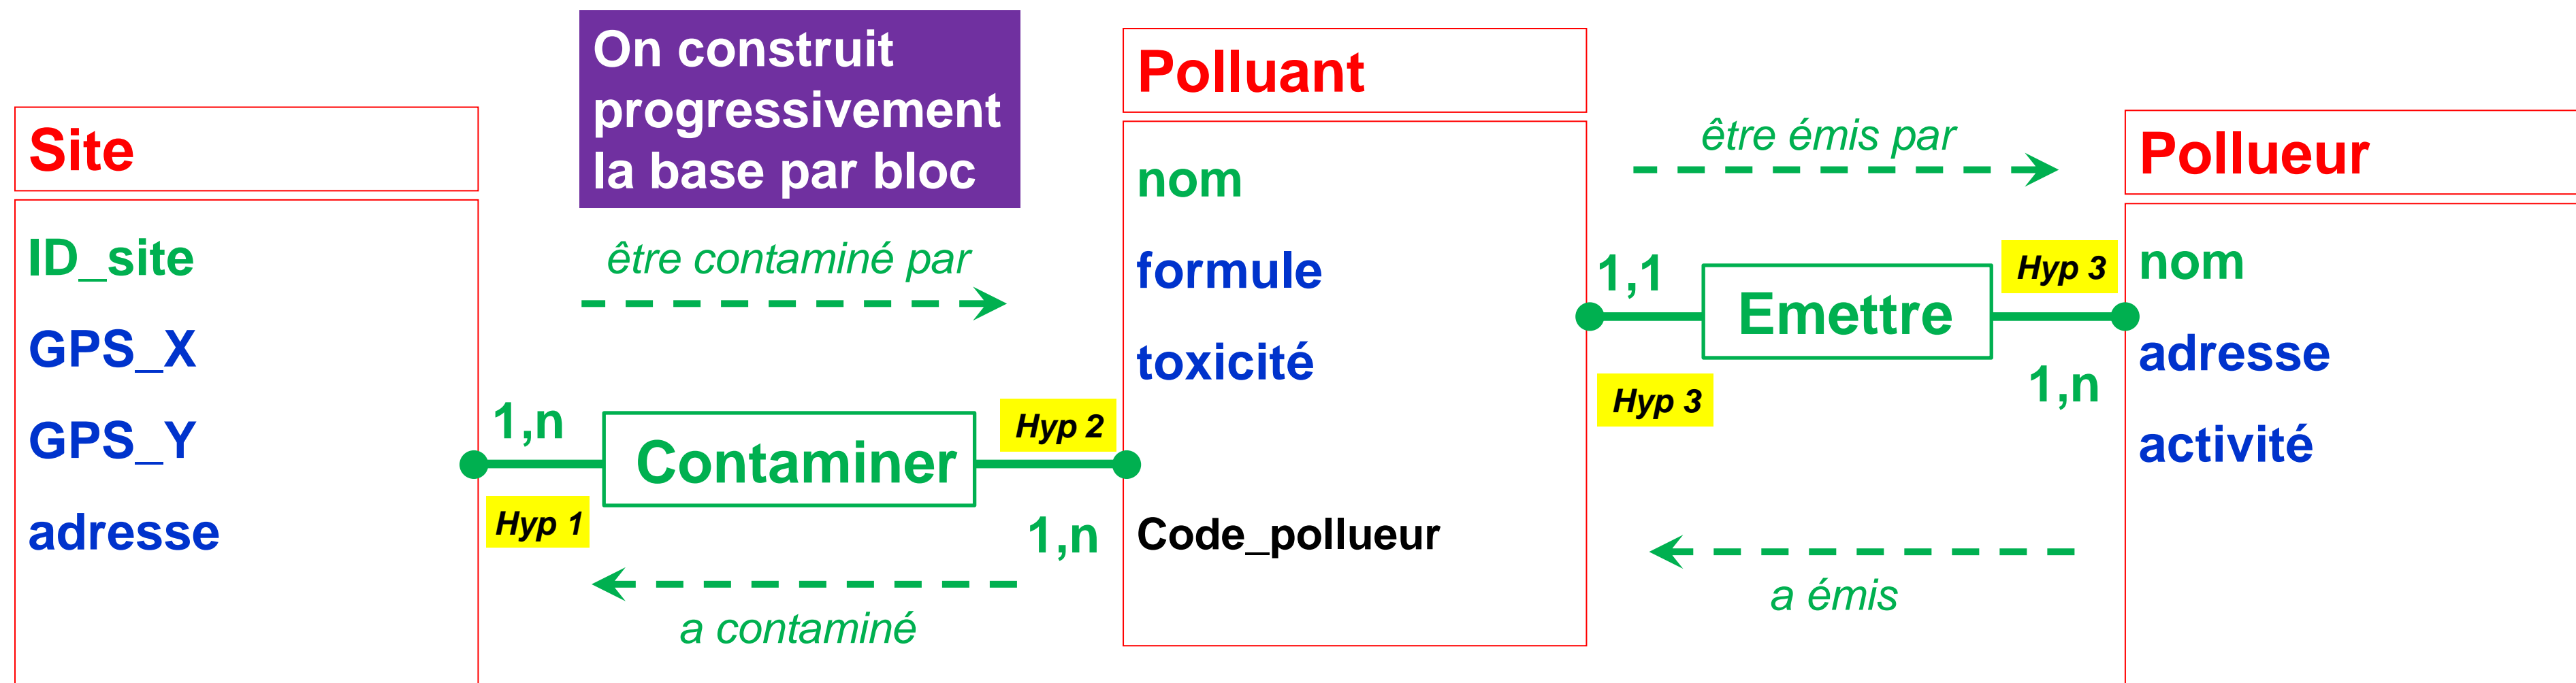 On construit
progressivement
la base par bloc
Site
ID_site
GPS_X
GPS_Y
adresse
être contaminé par
1,n
Hyp 1
Contaminer
Hyp 2
1,n
a contaminé
Polluant
nom
formule
toxicité
Code_pollueur
être émis par
1,1
Hyp 3
Emettre
Hyp 3
1,n
a émis
Pollueur
nom
adresse
activité